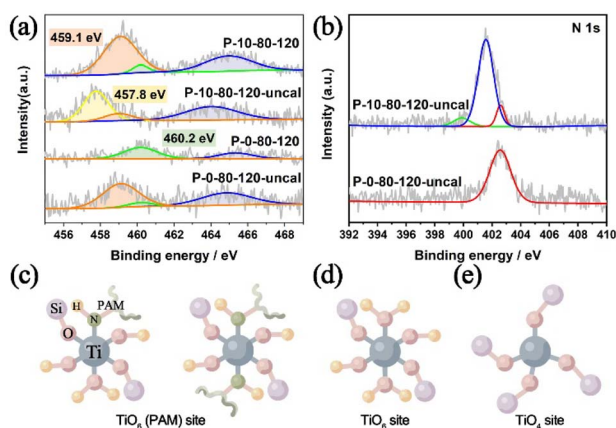 (a)
459.1 eV
P-10-80-120
457.8 eV
P-10-80-120-uncal
460.2 eV
P-0-80-120
P-0-80-120-uncal
Intensity(a.u.)
456 458 460 462 464 466 468
Binding energy / eV
(b)
N 1s
P-10-80-120-uncal
P-0-80-120-uncal
Intensity(a.u.)
392 394 396 398 400 402 404 406 408 410
Binding energy / eV
(c)
Si
H
PAM
N
O
Ti
TiO6 (PAM) site
(d)
TiO6 site
(e)
TiO4 site